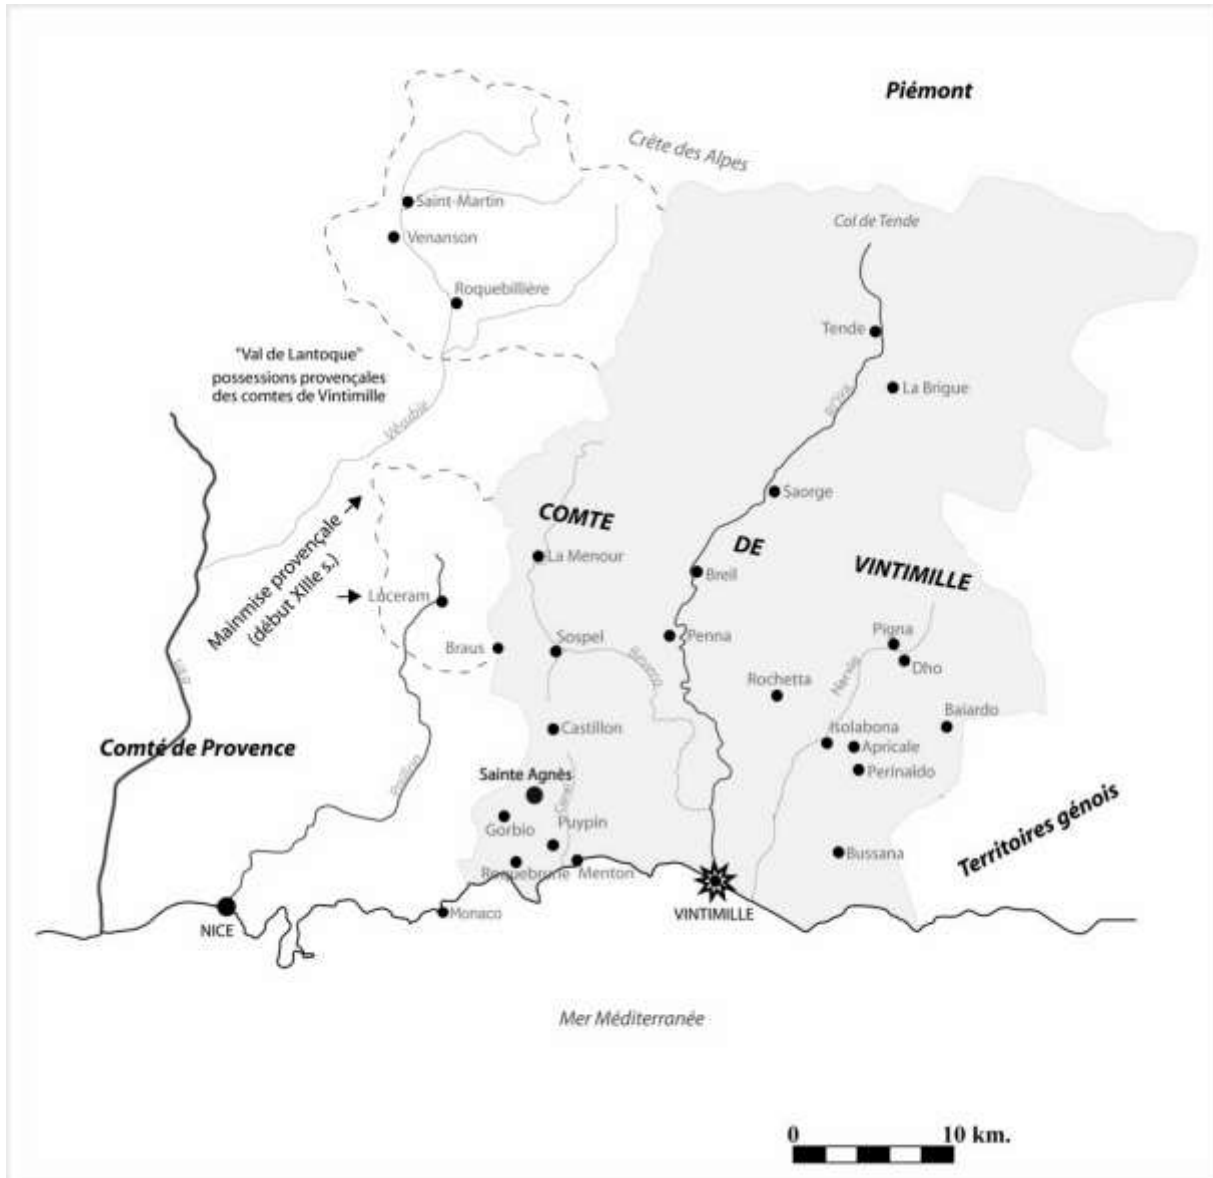 Piémont
Crête des Alpes
Saint-Martin
Col de Tende
Venanson
Roquebillière
Tende
"Val de Lantoque"
possessions provençales
des comtes de Vintimille
La Brigue
Roya
Vésubie
Saorge
COMTE
DE
VINTIMILLE
Mainmise provençale
(début XIIIe s.)
La Menour
Breil
Luceram
Braus
Sospel
Penna
Pigna
Dho
Bévéra
Nervia
Var
Rochetta
Baiardo
Isolabona
Castillon
Apricale
Comté de Provence
Perinaldo
Sainte Agnès
Paillon
Gorbio
Puypin
Territoires génois
Bussana
Roquebrune
Menton
Monaco
NICE
VINTIMILLE
Mer Méditerranée
0 10 km.